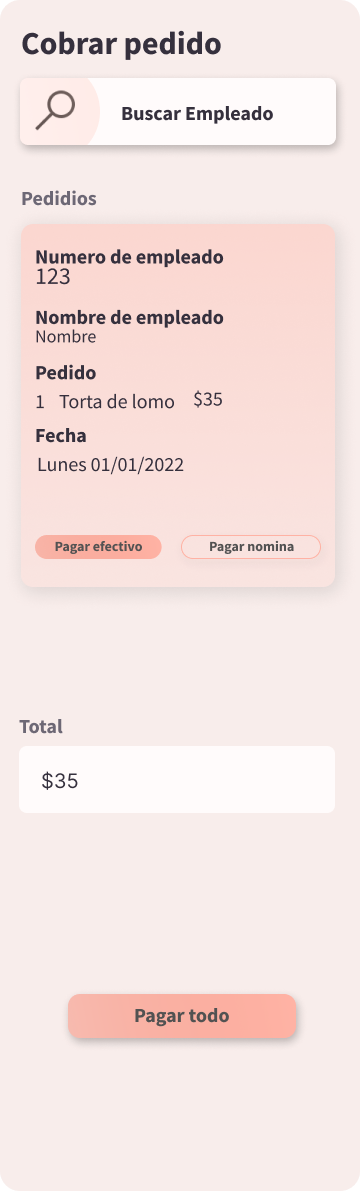 Cobrar pedido
Buscar Empleado
Pedidios
Numero de empleado
123
Nombre de empleado
Nombre
Pedido
1 Torta de lomo $35
Fecha
Lunes 01/01/2022
Pagar efectivo Pagar nomina
Total
$35
Pagar todo